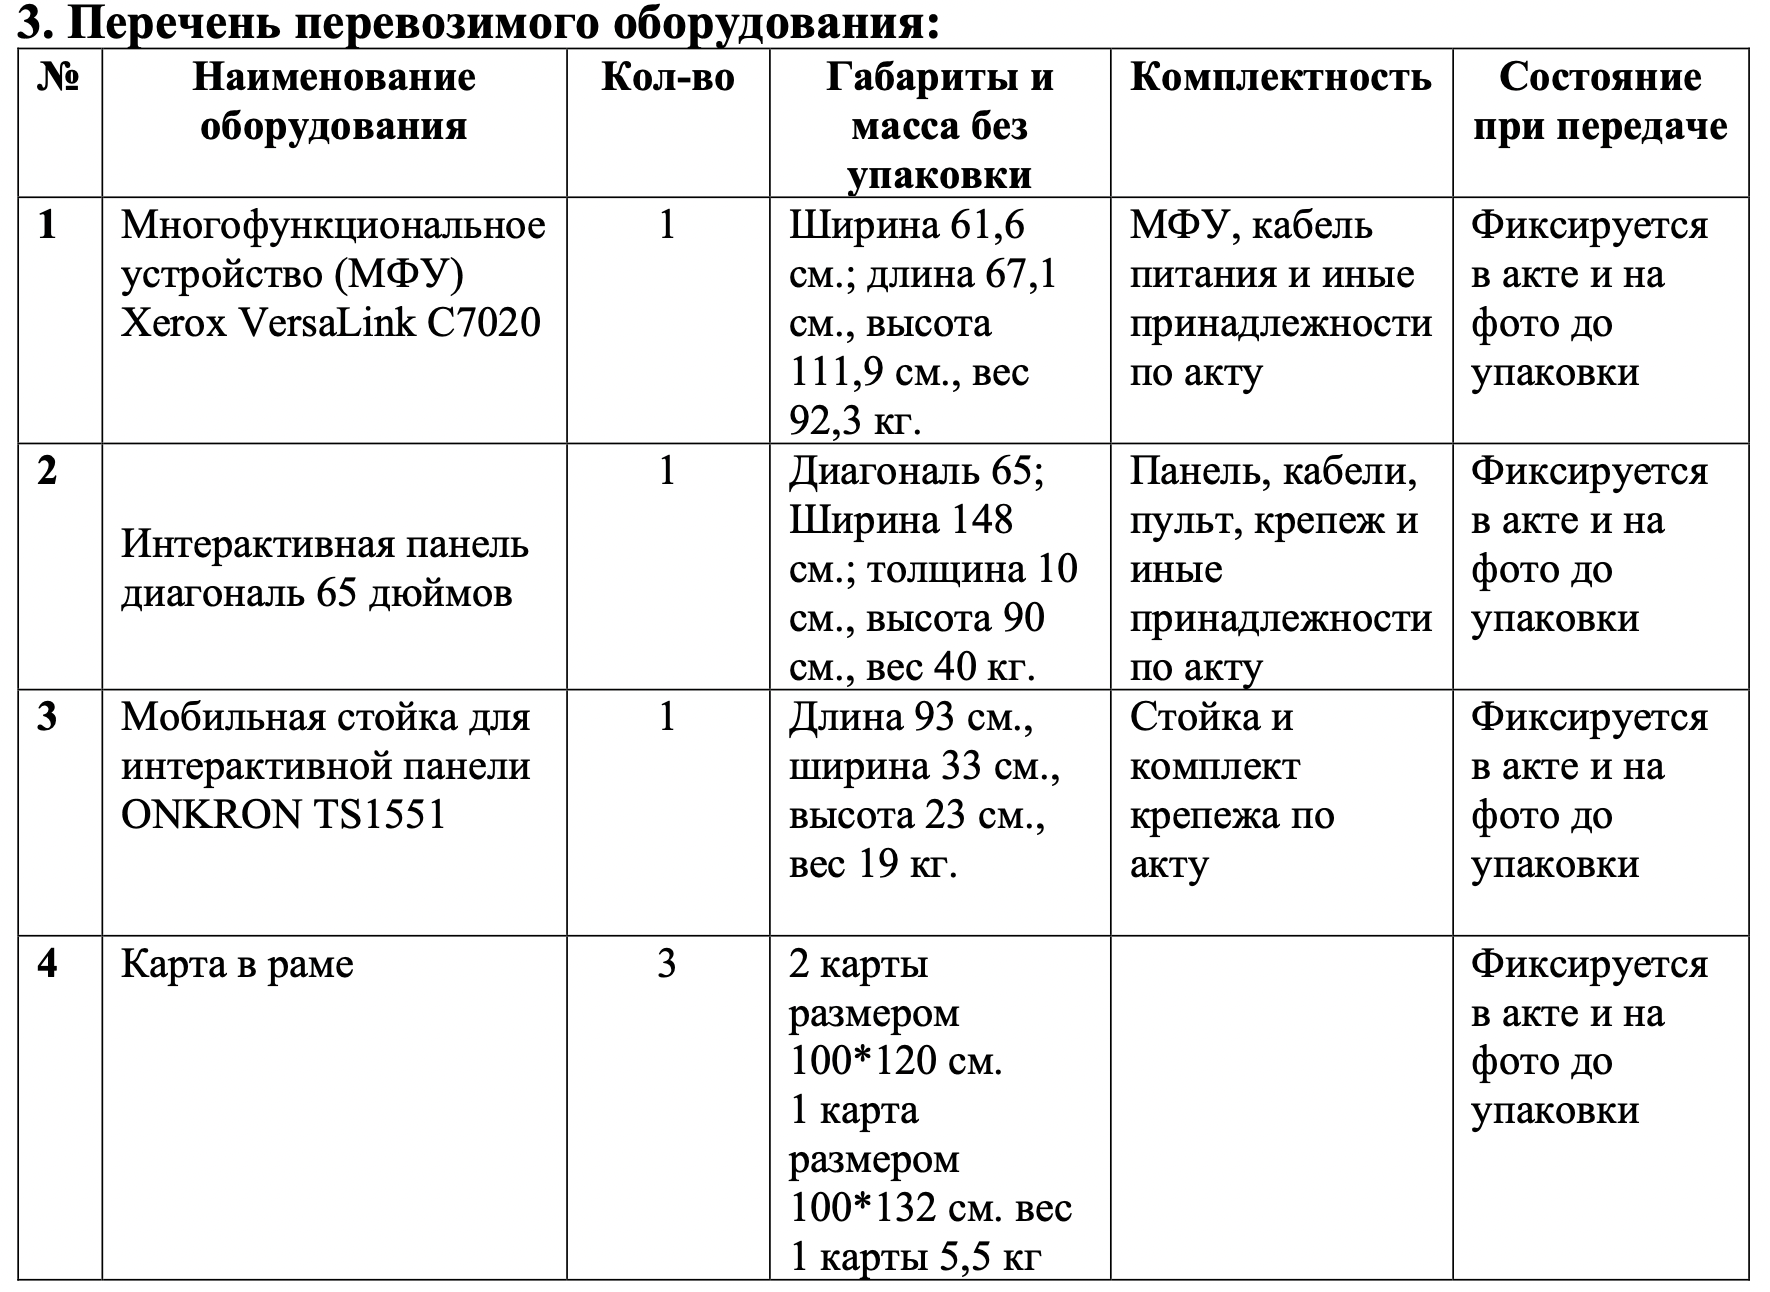 3. Перечень перевозимого оборудования:
№
Наименование
оборудования
Кол-во
Габариты и
масса без
упаковки
Комплектность
Состояние
при передаче
1
Многофункциональное
устройство (МФУ)
Xerox VersaLink C7020
1
Ширина 61,6
см.; длина 67,1
см., высота
111,9 см., вес
92,3 кг.
МФУ, кабель
питания и иные
принадлежности
по акту
Фиксируется
в акте и на
фото до
упаковки
2
Интерактивная панель
диагональ 65 дюймов
1
Диагональ 65;
Ширина 148
см.; толщина 10
см., высота 90
см., вес 40 кг.
Панель, кабели,
пульт, крепеж и
иные
принадлежности
по акту
Фиксируется
в акте и на
фото до
упаковки
3
Мобильная стойка для
интерактивной панели
ONKRON TS1551
1
Длина 93 см.,
ширина 33 см.,
высота 23 см.,
вес 19 кг.
Стойка и
комплект
крепежа по
акту
Фиксируется
в акте и на
фото до
упаковки
4
Карта в раме
3
2 карты
размером
100*120 см.
1 карта
размером
100*132 см. вес
1 карты 5,5 кг
Фиксируется
в акте и на
фото до
упаковки